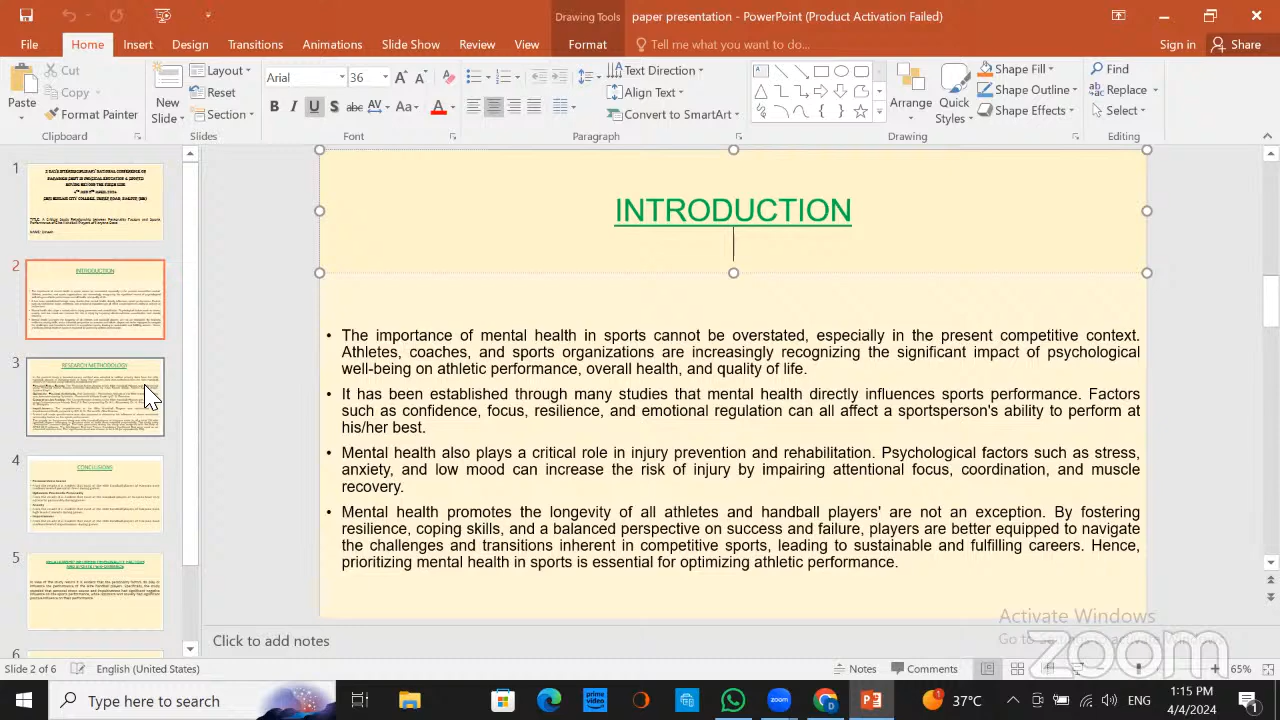 Drawing Tools
paper presentation - PowerPoint (Product Activation Failed)
File Home Insert Design Transitions Animations Slide Show Review View Format Tell me what you want to do... Sign in Share
Paste Cut Copy Format Painter
New Slide Layout Reset Section
Arial 36
Text Direction Align Text Convert to SmartArt
Arrange Quick Styles Shape Fill Shape Outline Shape Effects
Find Replace Select
Clipboard Slides Font Paragraph Drawing Editing
1
2
INTRODUCTION
3
RESEARCH METHODOLOGY
4
CONCLUSIONS
5
6
INTRODUCTION
• The importance of mental health in sports cannot be overstated, especially in the present competitive context.
Athletes, coaches, and sports organizations are increasingly recognizing the significant impact of psychological
well-being on athletic performance, overall health, and quality of life.
• It has been established through many studies that mental health directly influences sports performance. Factors
such as confidence, focus, resilience, and emotional regulation can all affect a sportsperson's ability to perform at
his/her best.
• Mental health also plays a critical role in injury prevention and rehabilitation. Psychological factors such as stress,
anxiety, and low mood can increase the risk of injury by impairing attentional focus, coordination, and muscle
recovery.
• Mental health promotes the longevity of all athletes and handball players' are not an exception. By fostering
resilience, coping skills, and a balanced perspective on success and failure, players are better equipped to navigate
the challenges and transitions inherent in competitive sports, leading to sustainable and fulfilling careers. Hence,
prioritizing mental health in sports is essential for optimizing athletic performance.
Activate Windows
zoom
Click to add notes
Slide 2 of 6 English (United States) Notes Comments 65%
Type here to search
37°C ENG
1:15 PM
4/4/2024